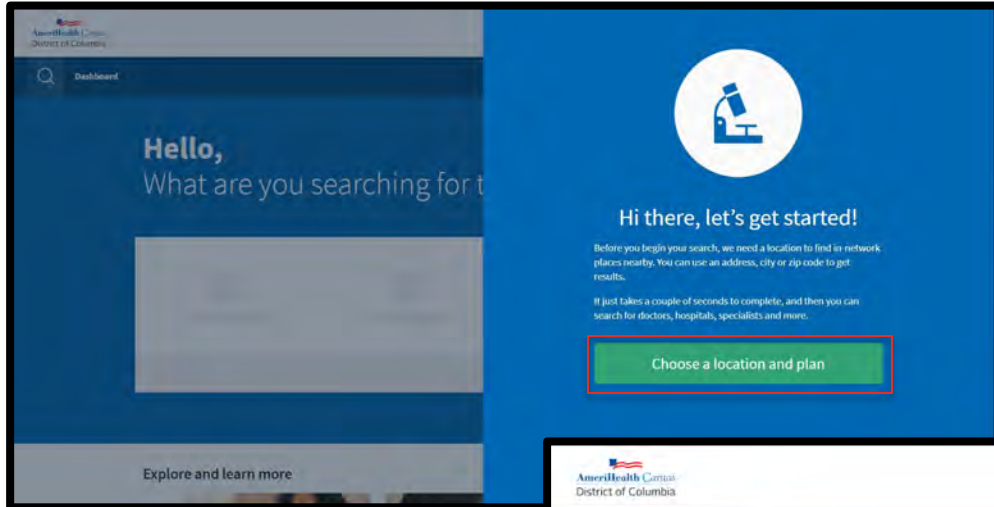 AmeriHealth Caritas
District of Columbia
Dashboard
Hello,
What are you searching for t
Explore and learn more
Hi there, let's get started!
Before you begin your search, we need a location to find in-network
places nearby. You can use an address, city or zip code to get
results.
It just takes a couple of seconds to complete, and then you can
search for doctors, hospitals, specialists and more.
Choose a location and plan
AmeriHealth Caritas
District of Columbia